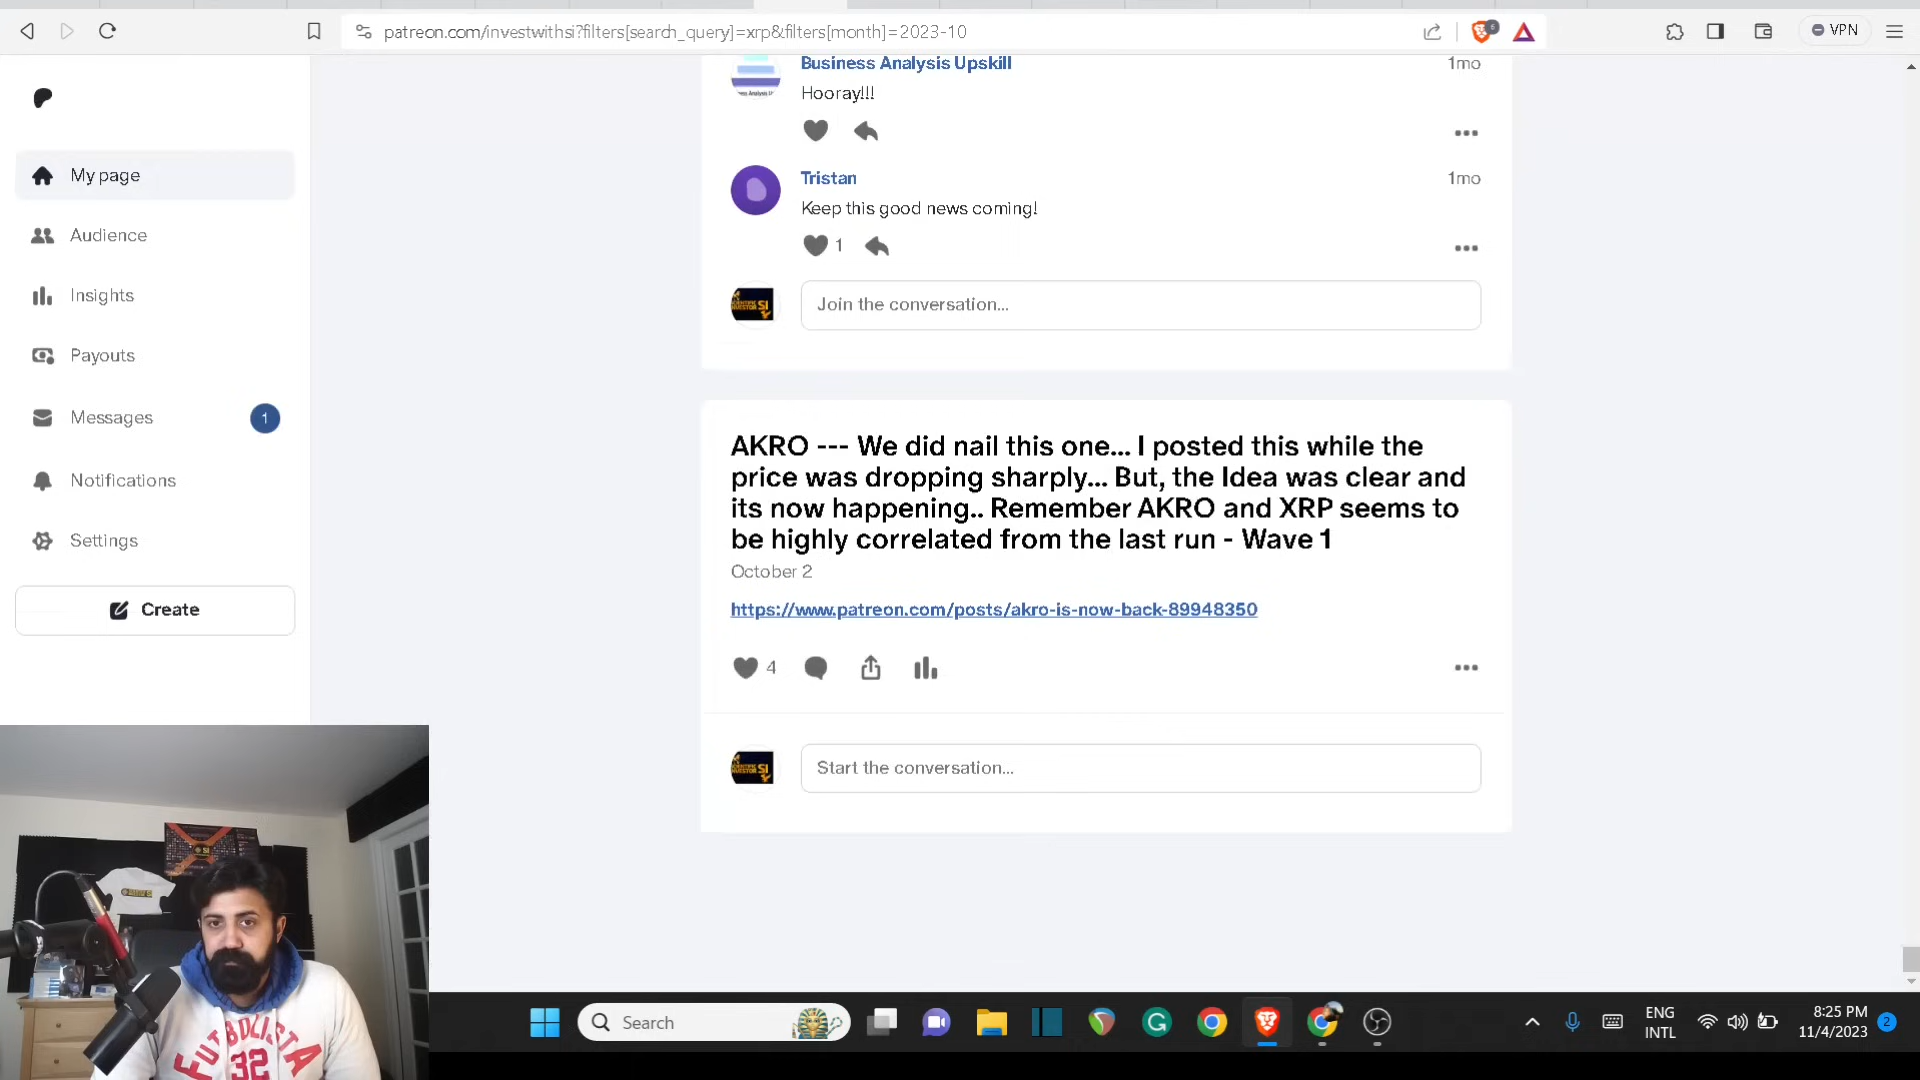 patreon.com/investwithsi?filters[search_query]=xrp&filters[month]=2023-10
6
VPN
Business Analysis Upskill
1mo
Hooray!!!
Tristan
1mo
Keep this good news coming!
1
Join the conversation...
My page
Audience
Insights
Payouts
Messages
1
Notifications
Settings
Create
AKRO --- We did nail this one... I posted this while the
price was dropping sharply... But, the Idea was clear and
its now happening.. Remember AKRO and XRP seems to
be highly correlated from the last run - Wave 1
October 2
https://www.patreon.com/posts/akro-is-now-back-89948350
4
Start the conversation...
FUTBOLISTA
32
Search
ENG
INTL
8:25 PM
11/4/2023
2